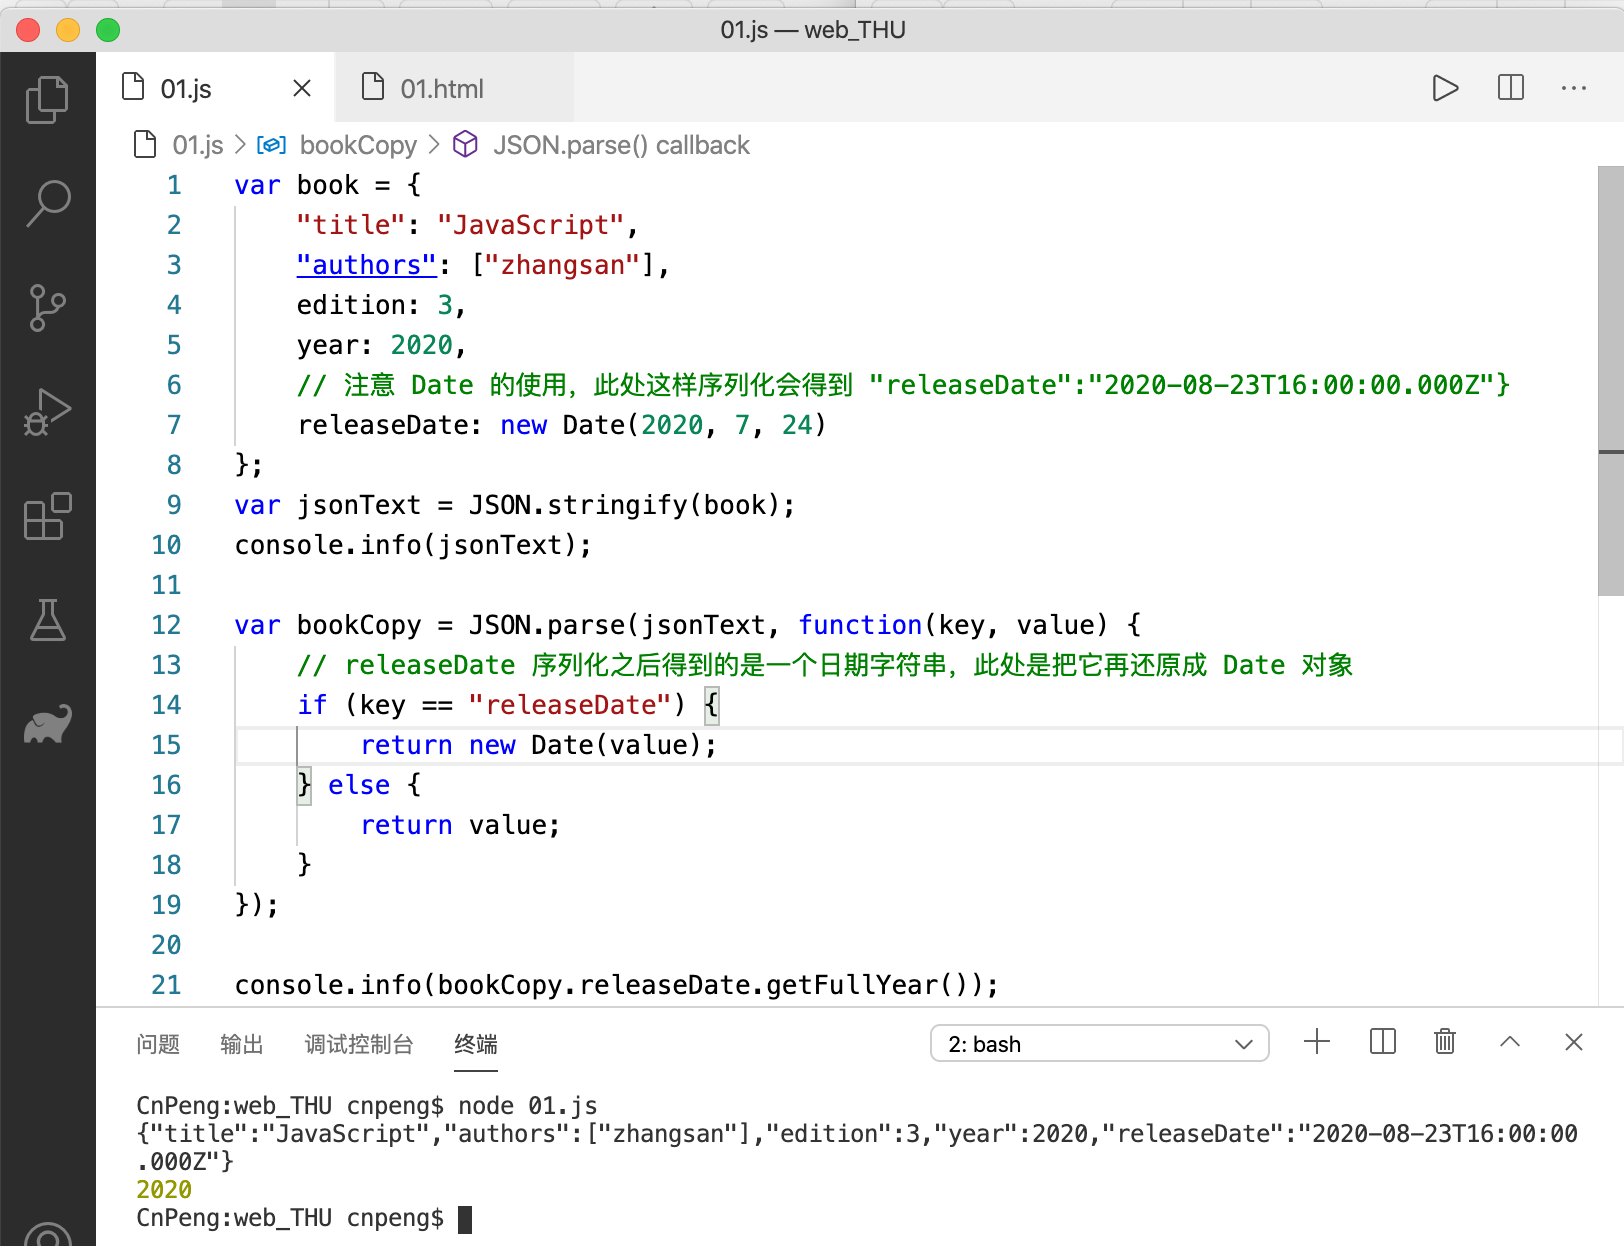 01.js — web_THU
01.js
01.html
01.js > bookCopy > JSON.parse() callback
1 var book = {
2     "title": "JavaScript",
3     "authors": ["zhangsan"],
4     edition: 3,
5     year: 2020,
6     // 注意 Date 的使用，此处这样序列化会得到 "releaseDate":"2020-08-23T16:00:00.000Z"}
7     releaseDate: new Date(2020, 7, 24)
8 };
9 var jsonText = JSON.stringify(book);
10 console.info(jsonText);
11
12 var bookCopy = JSON.parse(jsonText, function(key, value) {
13     // releaseDate 序列化之后得到的是一个日期字符串，此处是把它再还原成 Date 对象
14     if (key == "releaseDate") {
15         return new Date(value);
16     } else {
17         return value;
18     }
19 });
20
21 console.info(bookCopy.releaseDate.getFullYear());
问题 输出 调试控制台 终端 2: bash
CnPeng:web_THU cnpeng$ node 01.js
{"title":"JavaScript","authors":["zhangsan"],"edition":3,"year":2020,"releaseDate":"2020-08-23T16:00:00
.000Z"}
2020
CnPeng:web_THU cnpeng$